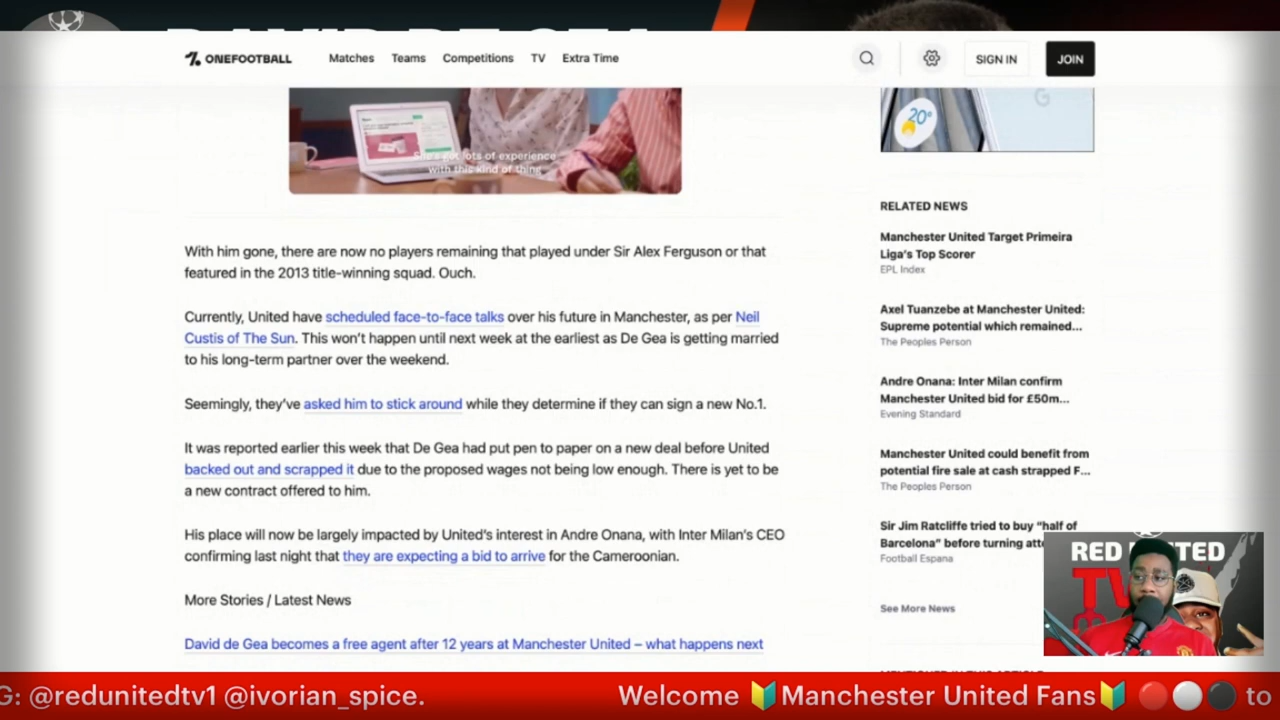 ONEFOOTBALL
Matches
Teams
Competitions
TV
Extra Time
SIGN IN
JOIN
She's got lots of experience
with this kind of thing
20°
G
With him gone, there are now no players remaining that played under Sir Alex Ferguson or that
featured in the 2013 title-winning squad. Ouch.
Currently, United have scheduled face-to-face talks over his future in Manchester, as per Neil
Custis of The Sun. This won't happen until next week at the earliest as De Gea is getting married
to his long-term partner over the weekend.
Seemingly, they've asked him to stick around while they determine if they can sign a new No.1.
It was reported earlier this week that De Gea had put pen to paper on a new deal before United
backed out and scrapped it due to the proposed wages not being low enough. There is yet to be
a new contract offered to him.
His place will now be largely impacted by United's interest in Andre Onana, with Inter Milan's CEO
confirming last night that they are expecting a bid to arrive for the Cameroonian.
More Stories / Latest News
David de Gea becomes a free agent after 12 years at Manchester United – what happens next
RELATED NEWS
Manchester United Target Primeira
Liga's Top Scorer
EPL Index
Axel Tuanzebe at Manchester United:
Supreme potential which remained...
The Peoples Person
Andre Onana: Inter Milan confirm
Manchester United bid for £50m...
Evening Standard
Manchester United could benefit from
potential fire sale at cash strapped F...
The Peoples Person
Sir Jim Ratcliffe tried to buy "half of
Barcelona" before turning atte
Football Espana
See More News
RED UNITED
TV
G: @redunitedtv1 @ivorian_spice.
Welcome 🔰Manchester United Fans🔰 🔴⚪⚫ to